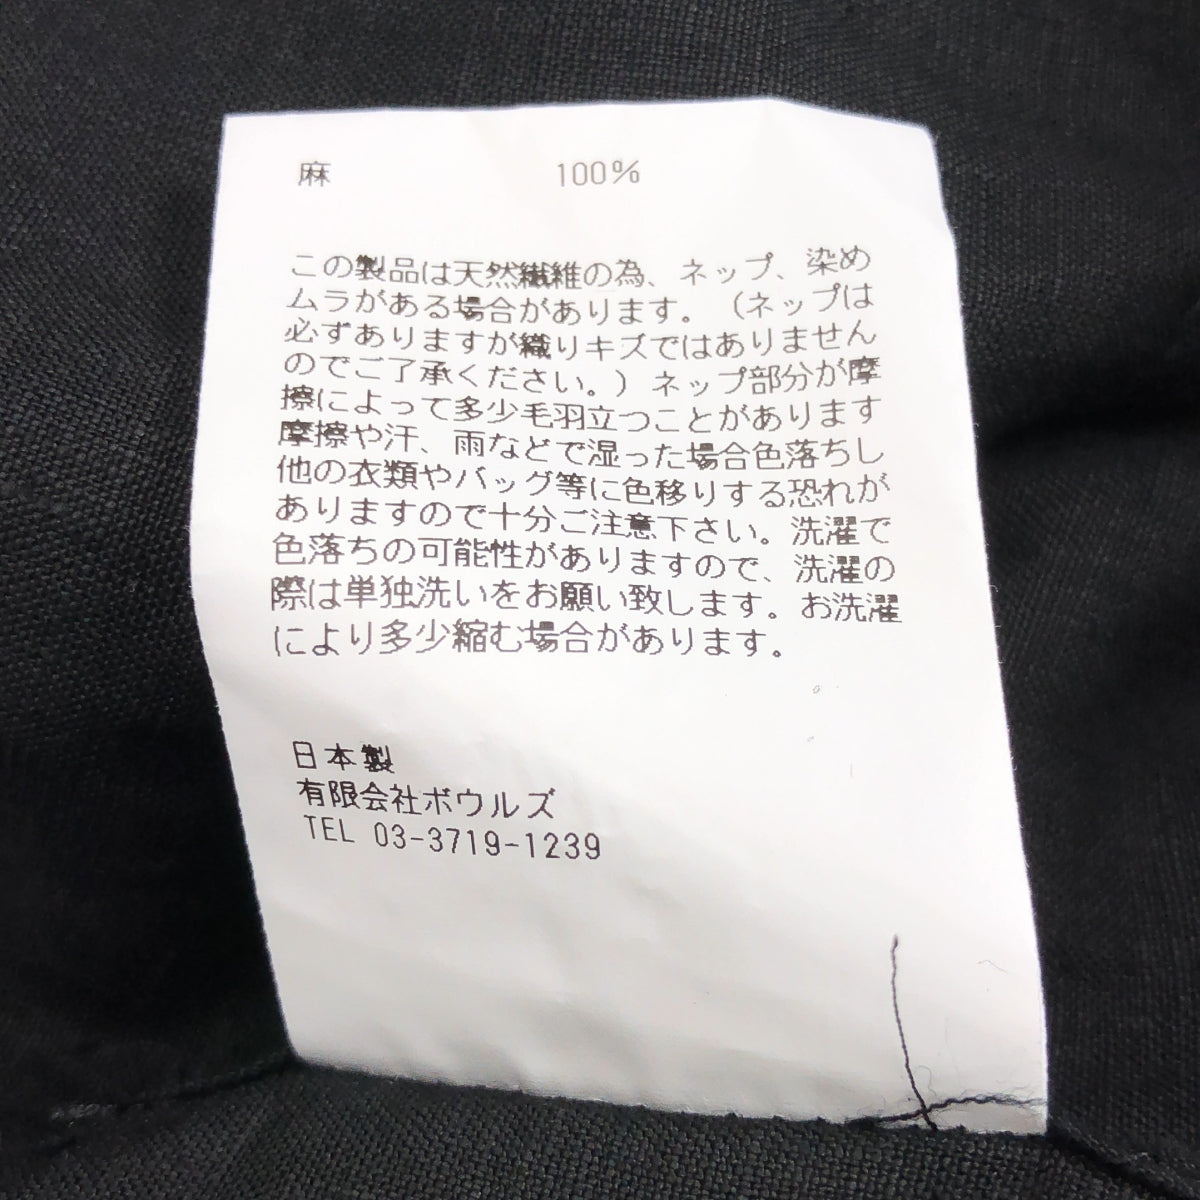 麻 100%
この製品は天然繊維の為、ネップ、染め
ムラがある場合があります。（ネップは
必ずありますが織りキズではありません
のでご了承ください。）ネップ部分が摩
擦によって多少毛羽立つことがあります
摩擦や汗、雨などで湿った場合色落ちし
他の衣類やバッグ等に色移りする恐れが
ありますので十分ご注意下さい。洗濯で
色落ちの可能性がありますので、洗濯の
際は単独洗いをお願い致します。お洗濯
により多少縮む場合があります。
日本製
有限会社ボウルズ
TEL 03-3719-1239